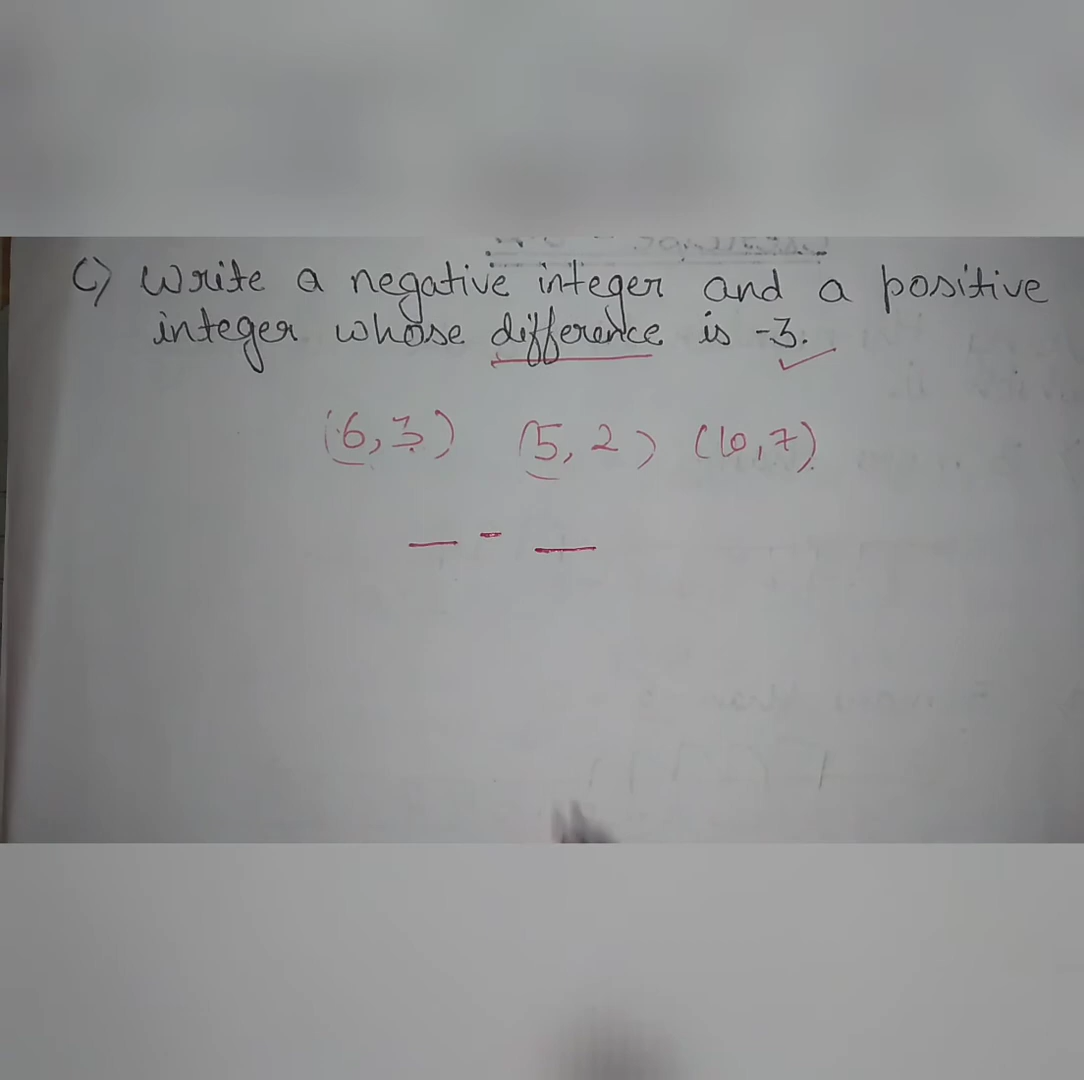 C) Write a negative integer and a positive
integer whose difference is -3.
(6,3) (5,2) (10,7)
_ - _